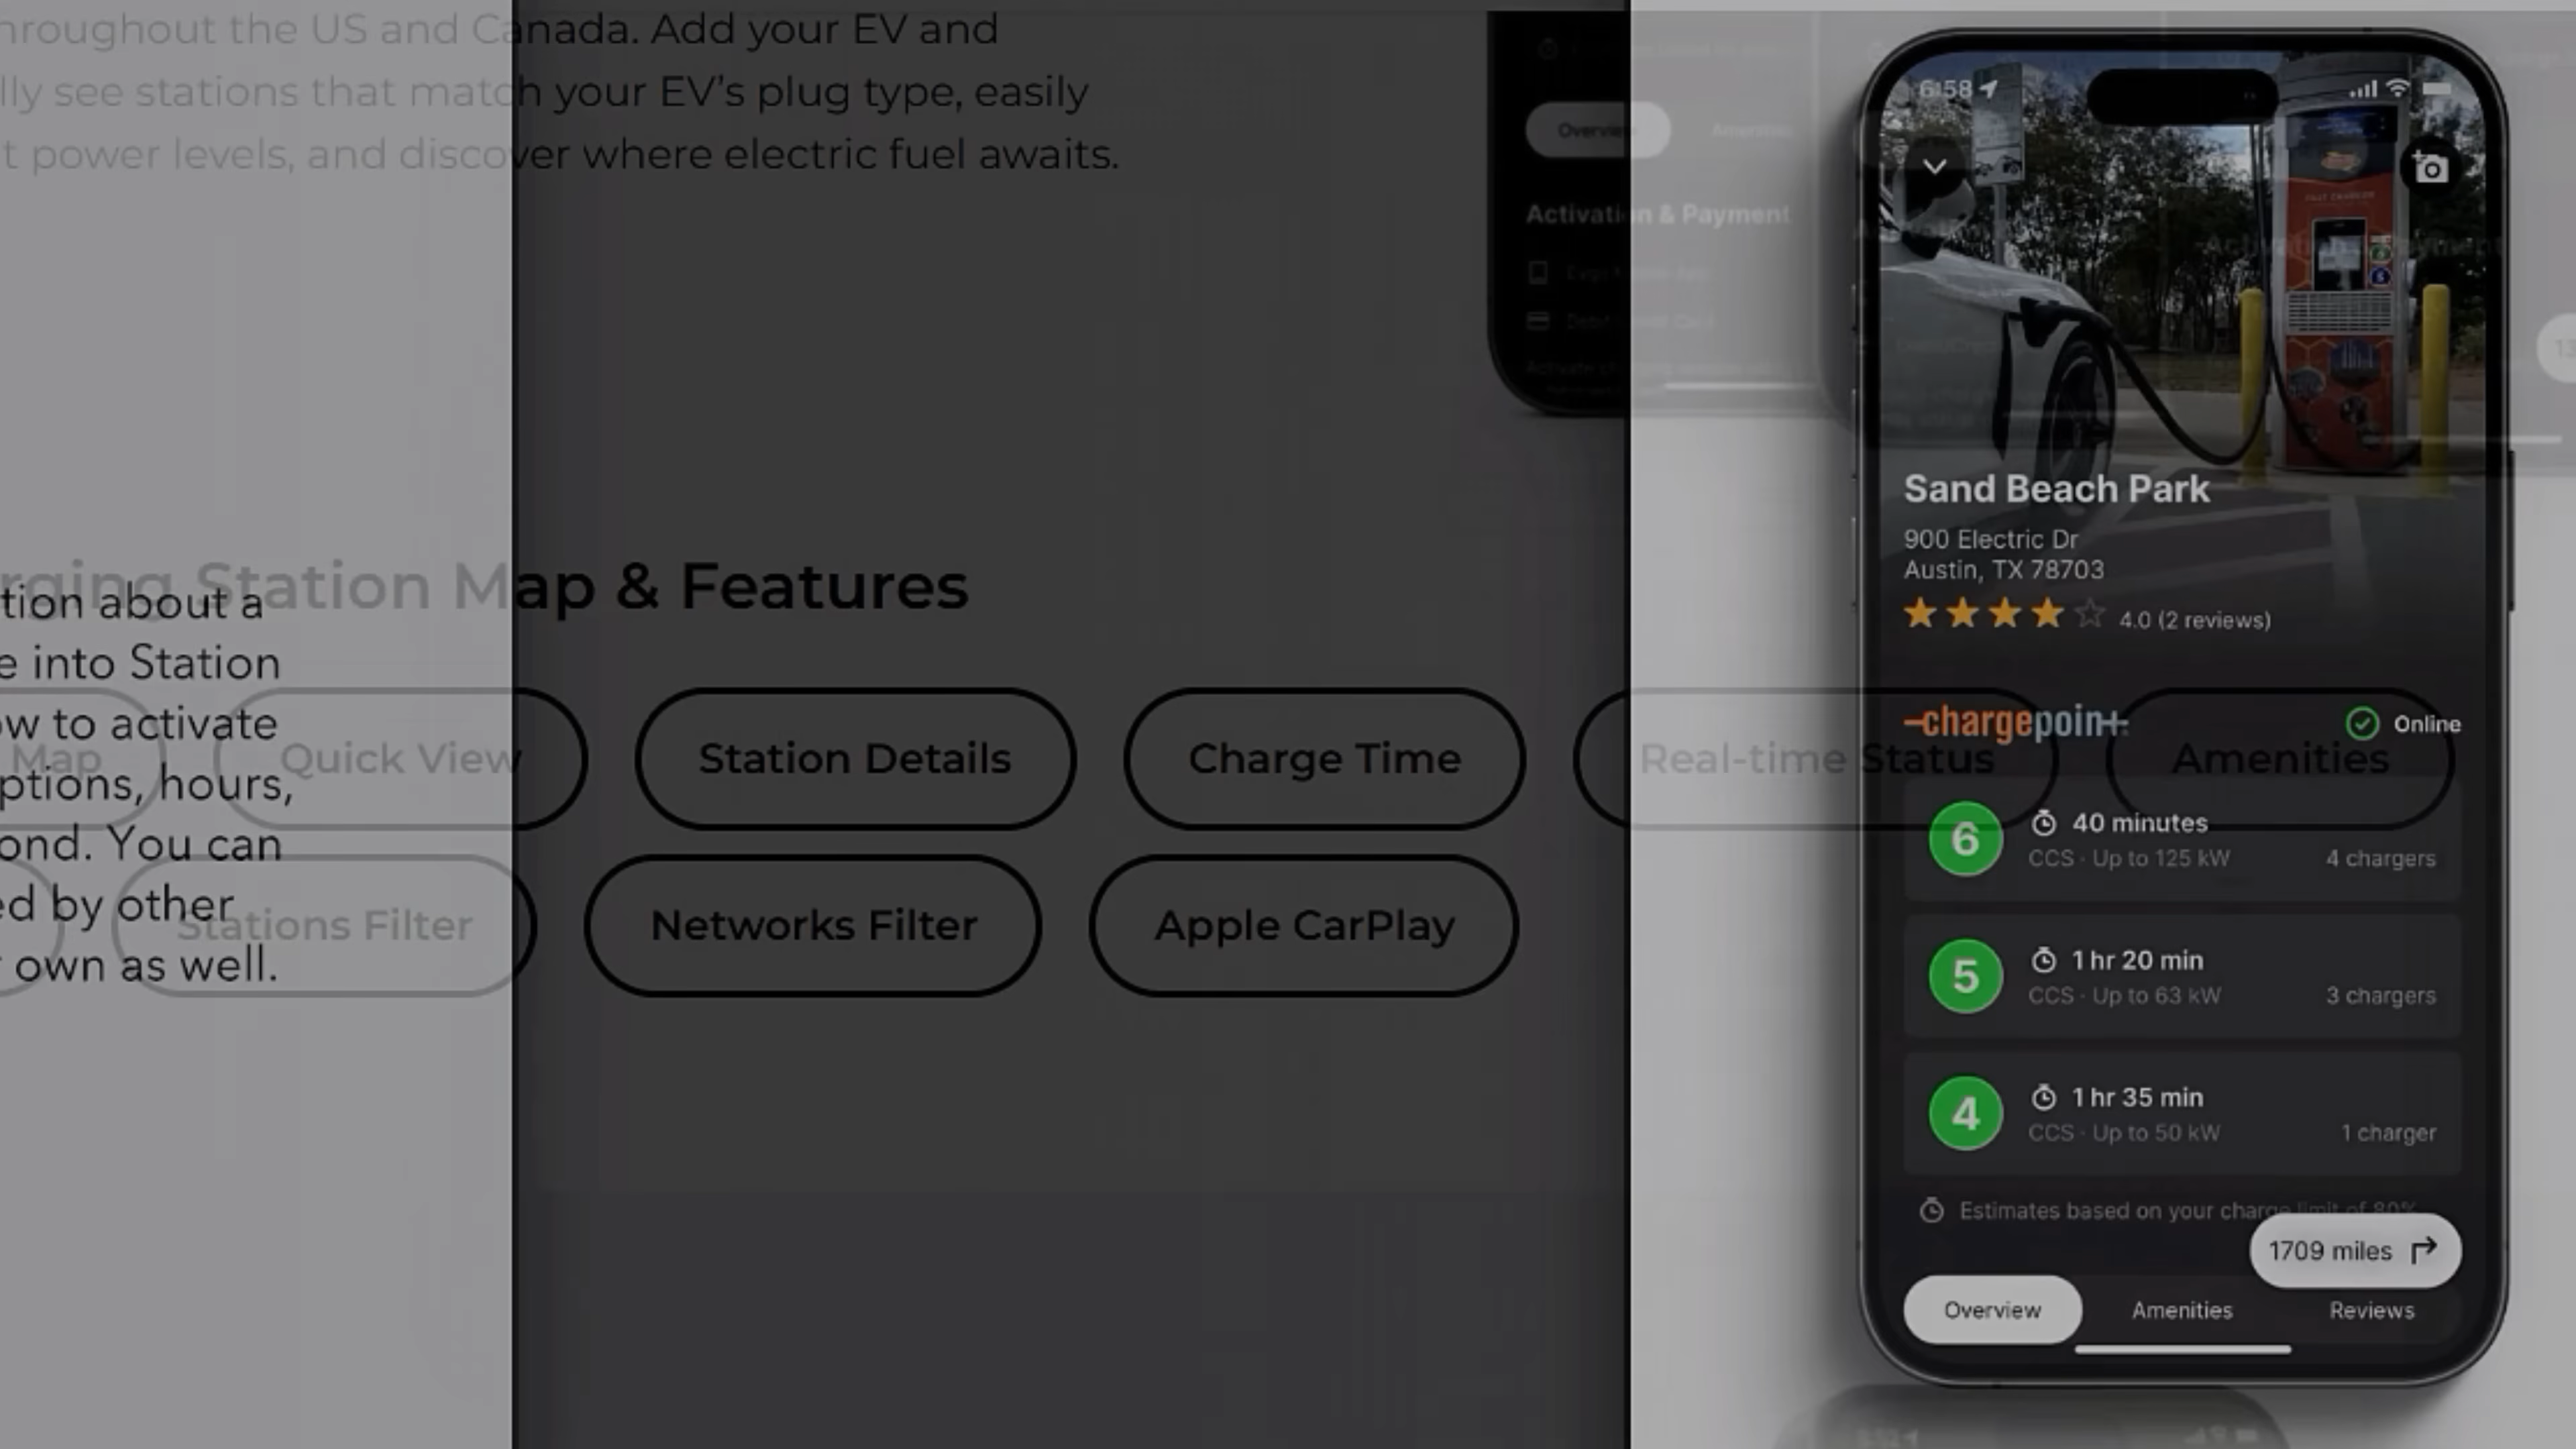 hroughout the US and Canada. Add your EV and
lly see stations that match your EV's plug type, easily
t power levels, and discover where electric fuel awaits.
rging Station Map & Features
tion about a
e into Station
ow to activate
ptions, hours,
ond. You can
ed by other
r own as well.
Map
Quick View
Station Details
Charge Time
Real-time Status
Amenities
Stations Filter
Networks Filter
Apple CarPlay
Overview
Amenities
Activation & Payment
6:58
Sand Beach Park
900 Electric Dr
Austin, TX 78703
4.0 (2 reviews)
-chargepoin+
Online
6
40 minutes
CCS · Up to 125 kW
4 chargers
5
1 hr 20 min
CCS · Up to 63 kW
3 chargers
4
1 hr 35 min
CCS · Up to 50 kW
1 charger
Estimates based on your charge limit of 80%
1709 miles
Overview
Amenities
Reviews
13